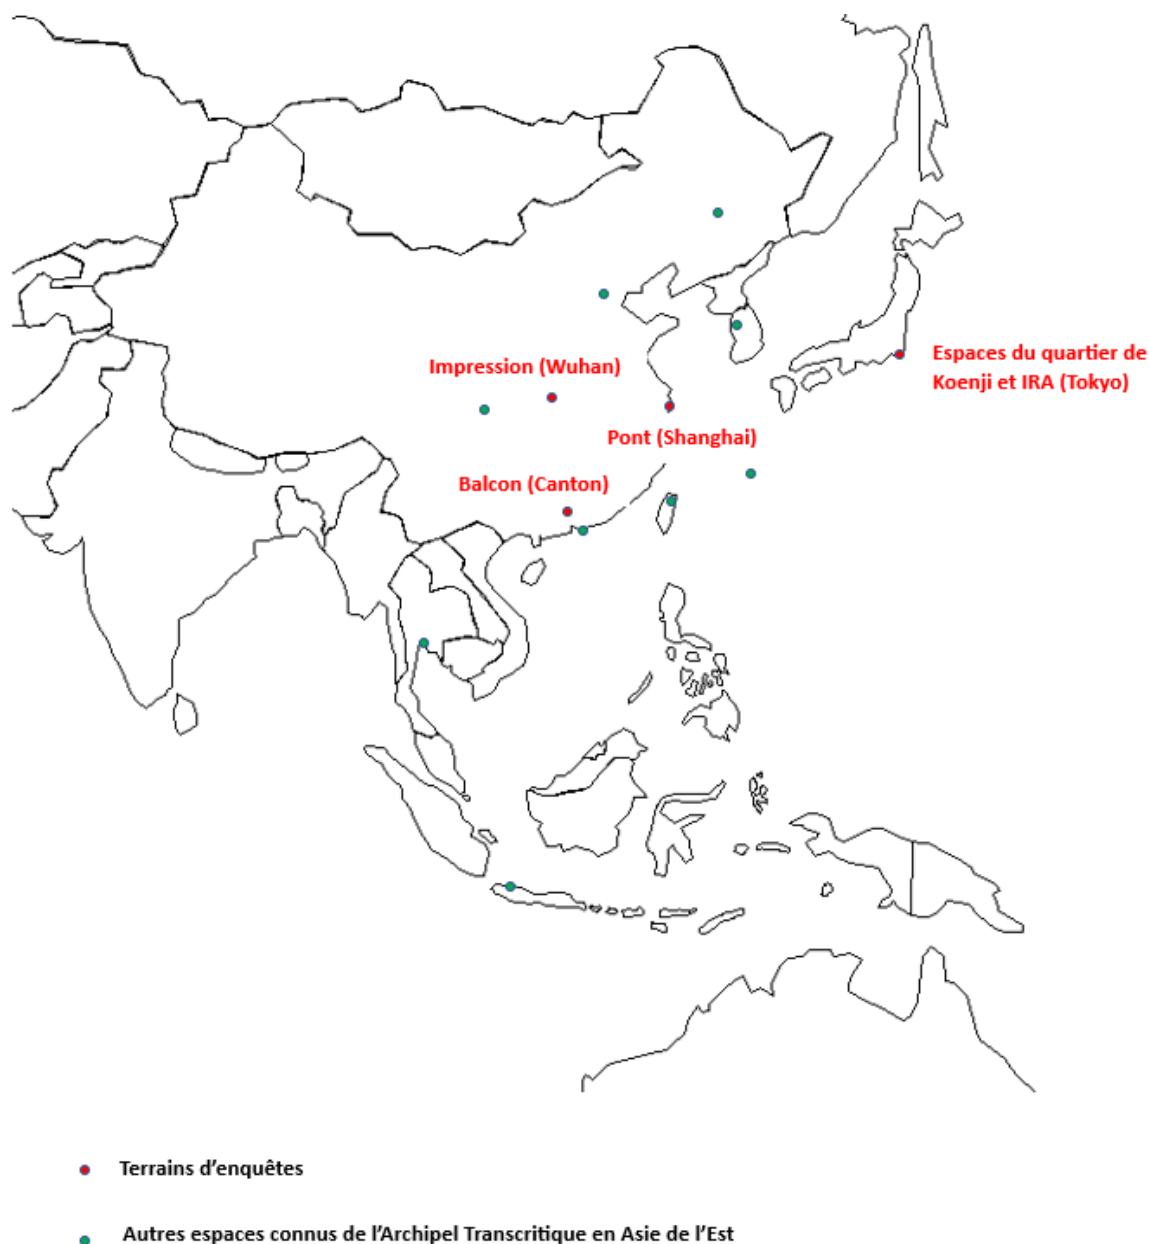 Impression (Wuhan)
Espaces du quartier de
Koenji et IRA (Tokyo)
Pont (Shanghai)
Balcon (Canton)
Terrains d’enquêtes
Autres espaces connus de l’Archipel Transcritique en Asie de l’Est